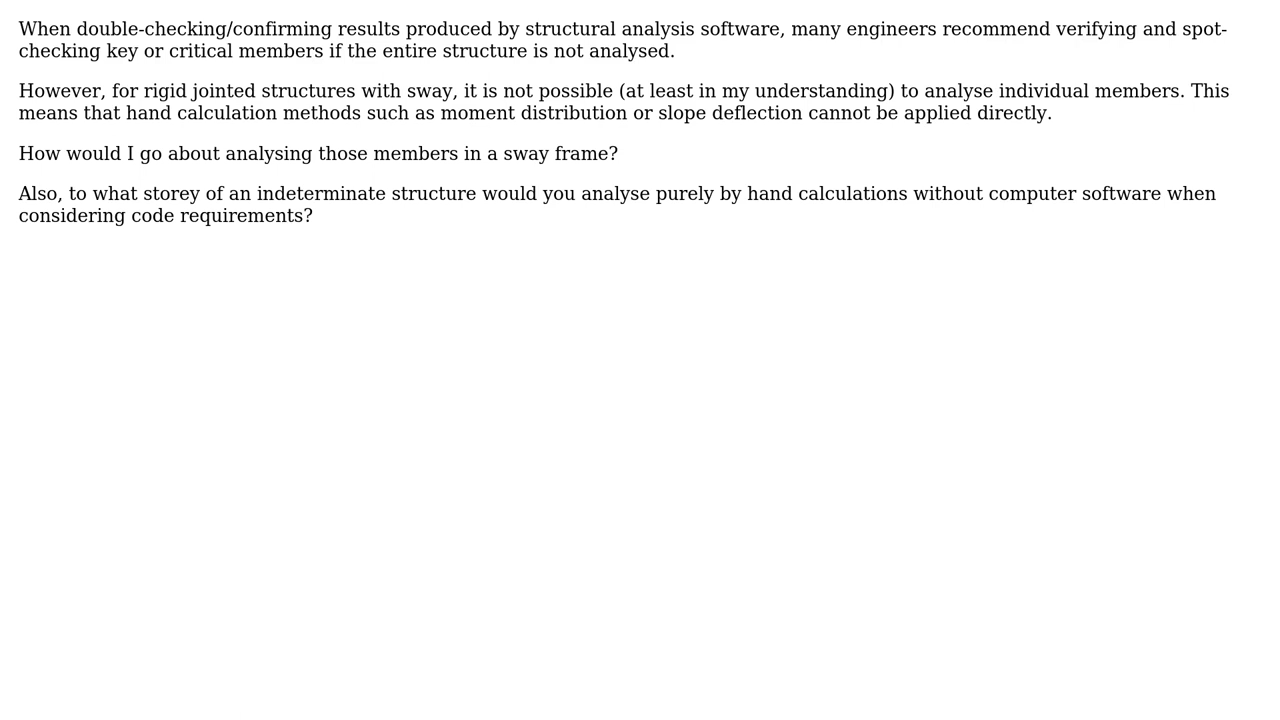 When double-checking/confirming results produced by structural analysis software, many engineers recommend verifying and spot-
checking key or critical members if the entire structure is not analysed.
However, for rigid jointed structures with sway, it is not possible (at least in my understanding) to analyse individual members. This
means that hand calculation methods such as moment distribution or slope deflection cannot be applied directly.
How would I go about analysing those members in a sway frame?
Also, to what storey of an indeterminate structure would you analyse purely by hand calculations without computer software when
considering code requirements?